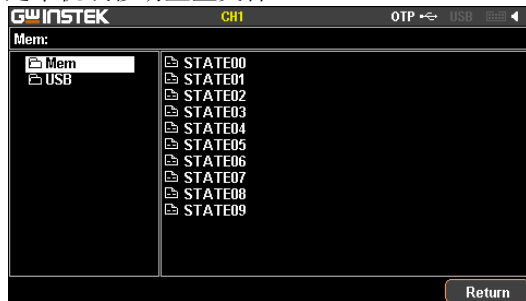 GWINSTEK CH1 OTP USB
Mem:
Mem
USB
STATE00
STATE01
STATE02
STATE03
STATE04
STATE05
STATE06
STATE07
STATE08
STATE09
Return